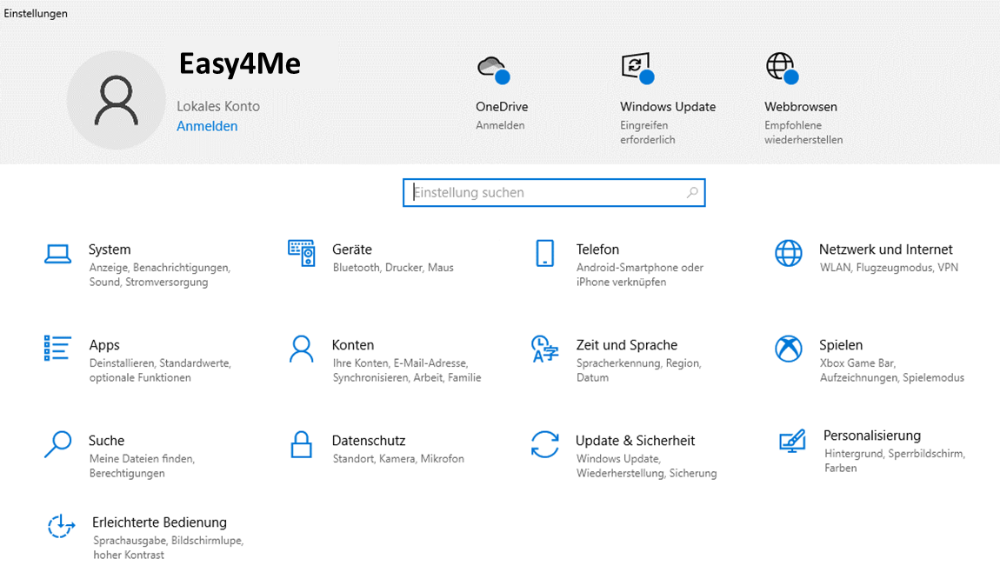 Einstellungen
Easy4Me
Lokales Konto
Anmelden
OneDrive
Anmelden
Windows Update
Eingreifen
erforderlich
Webbrowsen
Empfohlene
wiederherstellen
Einstellung suchen
System
Anzeige, Benachrichtigungen,
Sound, Stromversorgung
Geräte
Bluetooth, Drucker, Maus
Telefon
Android-Smartphone oder
iPhone verknüpfen
Netzwerk und Internet
WLAN, Flugzeugmodus, VPN
Apps
Deinstallieren, Standardwerte,
optionale Funktionen
Konten
Ihre Konten, E-Mail-Adresse,
Synchronisieren, Arbeit, Familie
Zeit und Sprache
Spracherkennung, Region,
Datum
Spielen
Xbox Game Bar,
Aufzeichnungen, Spielemodus
Suche
Meine Dateien finden,
Berechtigungen
Datenschutz
Standort, Kamera, Mikrofon
Update & Sicherheit
Windows Update,
Wiederherstellung, Sicherung
Personalisierung
Hintergrund, Sperrbildschirm,
Farben
Erleichterte Bedienung
Sprachausgabe, Bildschirmlupe,
hoher Kontrast